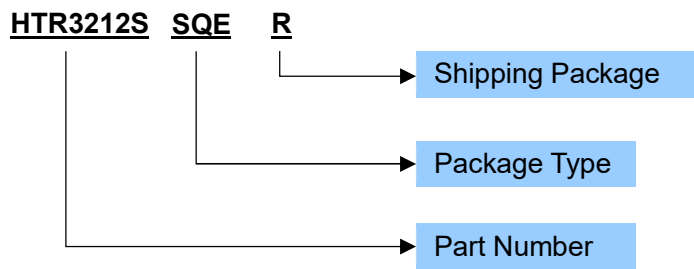 HTR3212S SQE R
Shipping Package
Package Type
Part Number